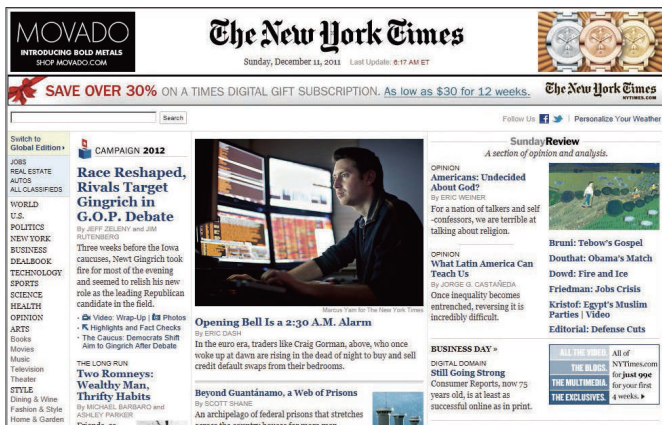 MOVADO
INTRODUCING BOLD METALS
SHOP MOVADO.COM
The New York Times
Sunday, December 11, 2011 Last Update: 8:17 AM ET
SAVE OVER 30% ON A TIMES DIGITAL GIFT SUBSCRIPTION. As low as $30 for 12 weeks.
The New York Times
NYTIMES.COM
Search
Follow Us
Personalize Your Weather
Switch to
Global Edition
JOBS
REAL ESTATE
AUTOS
ALL CLASSIFIEDS
WORLD
U.S.
POLITICS
NEW YORK
BUSINESS
DEALBOOK
TECHNOLOGY
SPORTS
SCIENCE
HEALTH
OPINION
ARTS
Books
Movies
Music
Television
Theater
STYLE
Dining & Wine
Fashion & Style
Home & Garden
CAMPAIGN 2012
Race Reshaped,
Rivals Target
Gingrich in
G.O.P. Debate
By JEFF ZELENY and JIM
RUTENBERG
Three weeks before the Iowa
caucuses, Newt Gingrich took
fire for most of the evening
and seemed to relish his new
role as the leading Republican
candidate in the field.
Video: Wrap-Up | Photos
Highlights and Fact Checks
The Caucus: Democrats Shift
Aim to Gingrich After Debate
THE LONG RUN
Two Romneys:
Wealthy Man,
Thrifty Habits
By MICHAEL BARBARO and
ASHLEY PARKER
Marcus Yam for The New York Times
Opening Bell Is a 2:30 A.M. Alarm
By ERIC DASH
In the euro era, traders like Craig Gorman, above, who once
woke up at dawn are rising in the dead of night to buy and sell
credit default swaps from their bedrooms.
Beyond Guantánamo, a Web of Prisons
By SCOTT SHANE
An archipelago of federal prisons that stretches
SundayReview
A section of opinion and analysis.
OPINION
Americans: Undecided
About God?
By ERIC WEINER
For a nation of talkers and self
-confessors, we are terrible at
talking about religion.
OPINION
What Latin America Can
Teach Us
By JORGE G. CASTAÑEDA
Once inequality becomes
entrenched, reversing it is
incredibly difficult.
Bruni: Tebow's Gospel
Douthat: Obama's Match
Dowd: Fire and Ice
Friedman: Jobs Crisis
Kristof: Egypt's Muslim
Parties | Video
Editorial: Defense Cuts
BUSINESS DAY »
DIGITAL DOMAIN
Still Going Strong
Consumer Reports, now 75
years old, is at least as
successful online as in print.
ALL THE VIDEO.
THE BLOGS.
THE MULTIMEDIA.
THE EXCLUSIVES.
All of
NYTimes.com
for just 99¢
for your first
4 weeks.